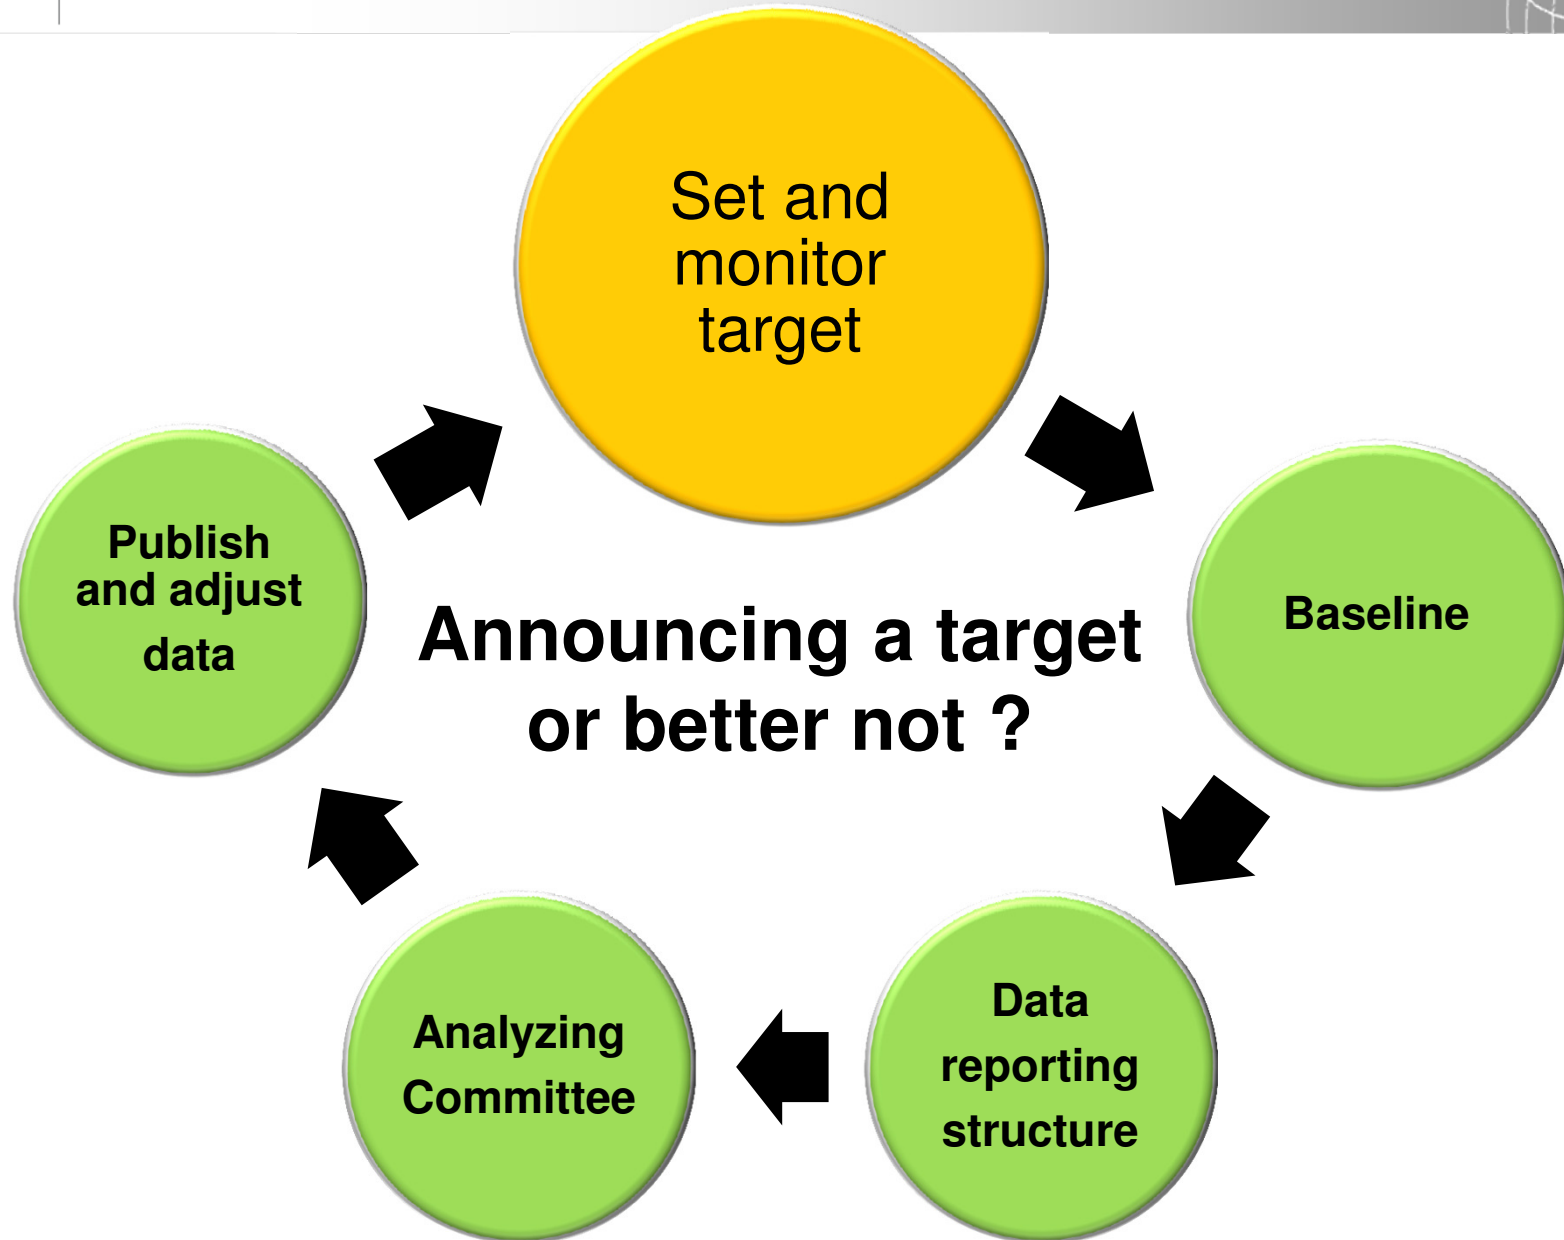 Set and
monitor
target
Publish
and adjust
data
Announcing a target
or better not ?
Baseline
Analyzing
Committee
Data
reporting
structure